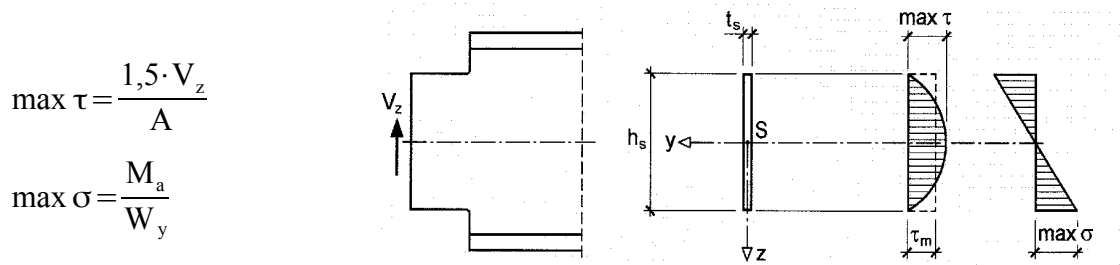 max τ = 1,5·V_z / A
max σ = M_a / W_y
V_z
t_s
h_s
y
S
z
max τ
τ_m
max σ